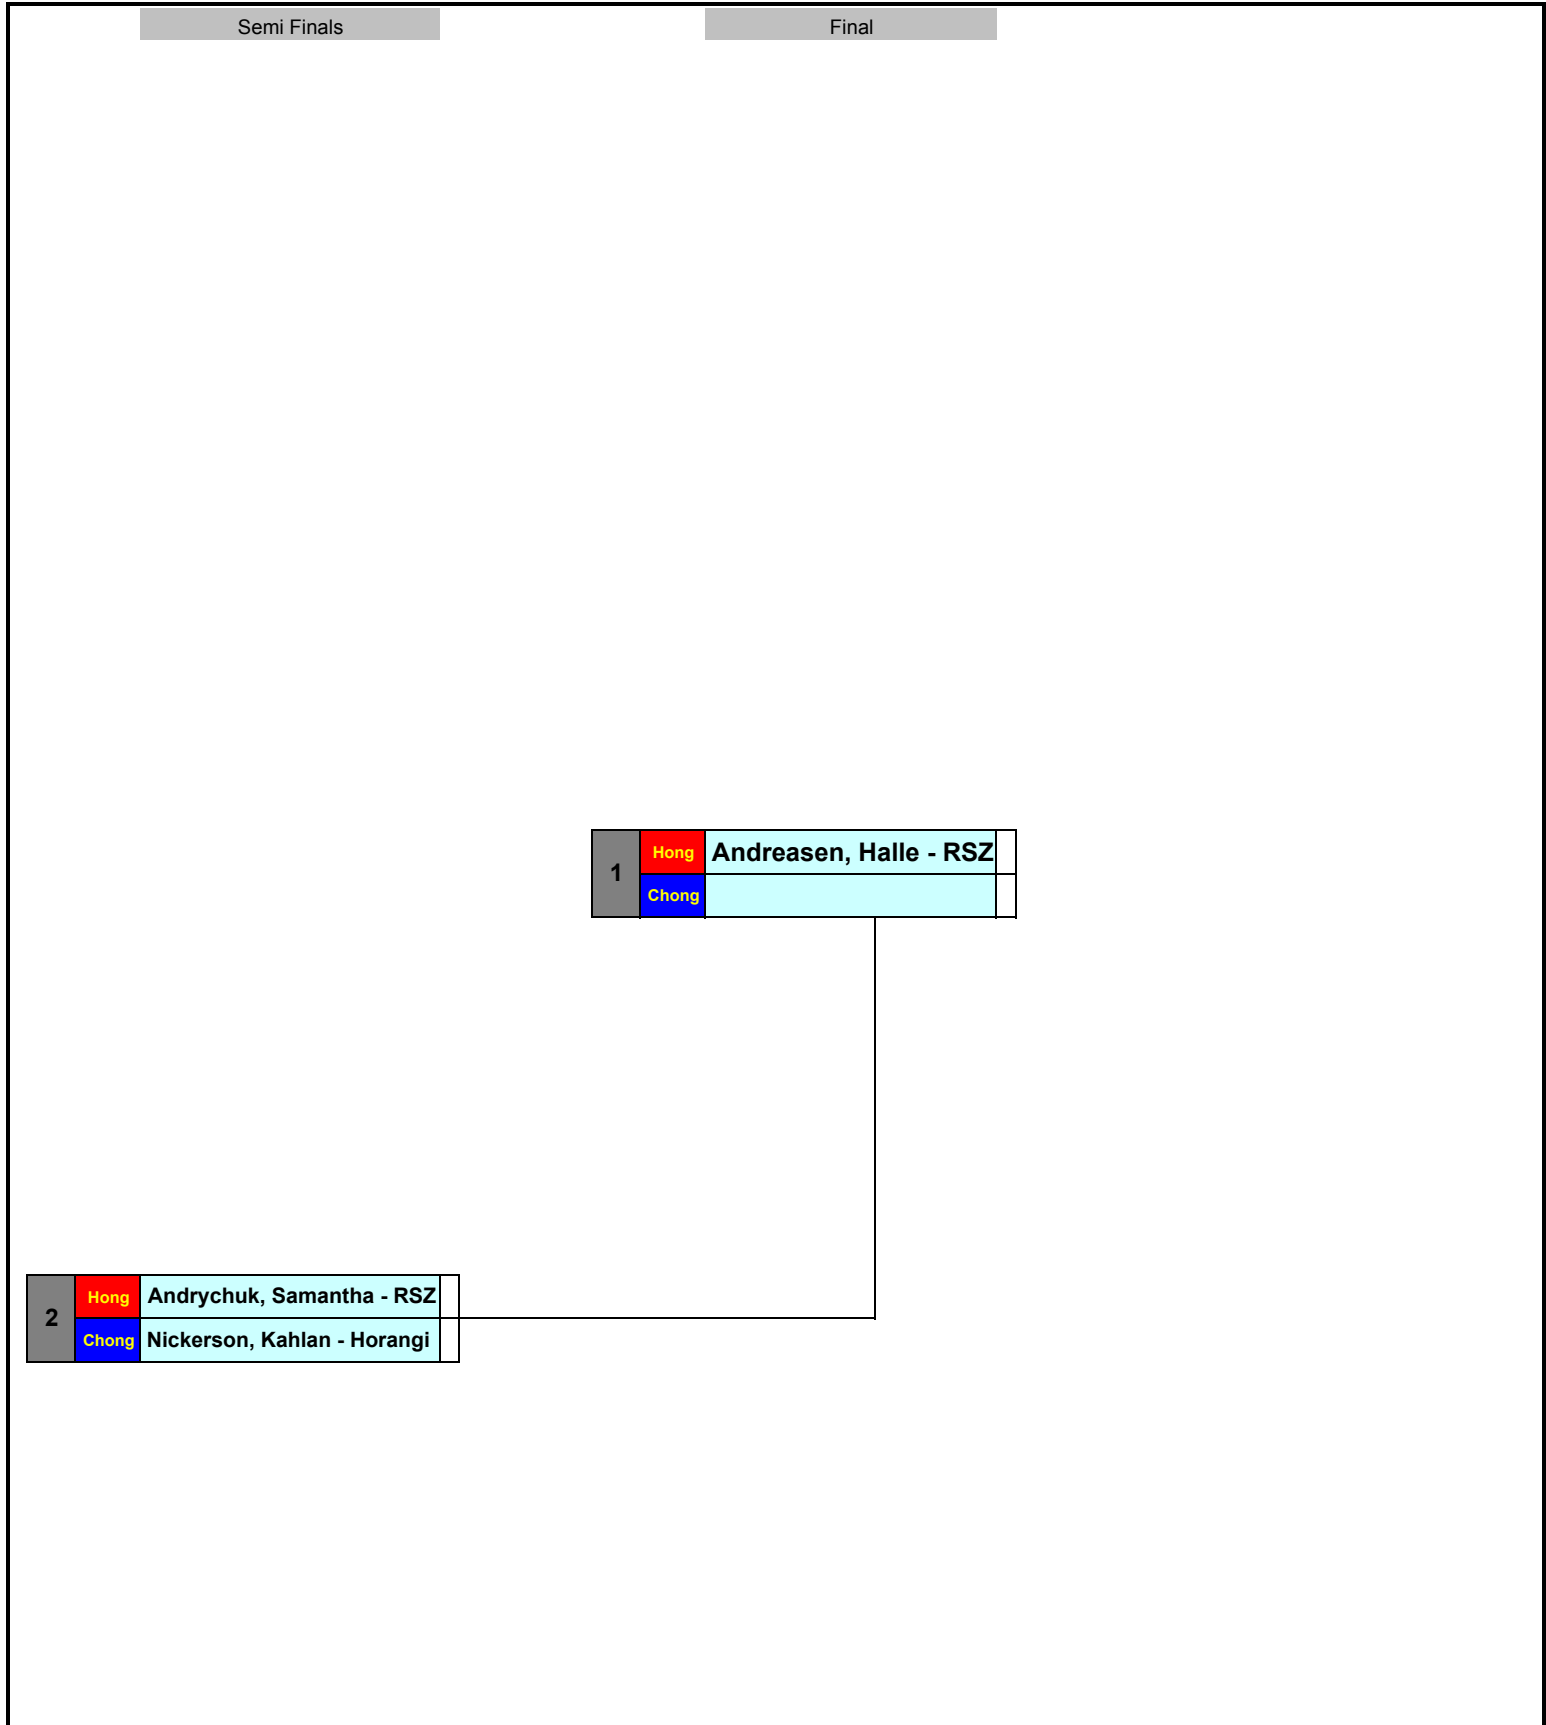 Semi Finals
Final
1
Hong
Andreasen, Halle - RSZ
Chong
2
Hong
Andrychuk, Samantha - RSZ
Chong
Nickerson, Kahlan - Horangi